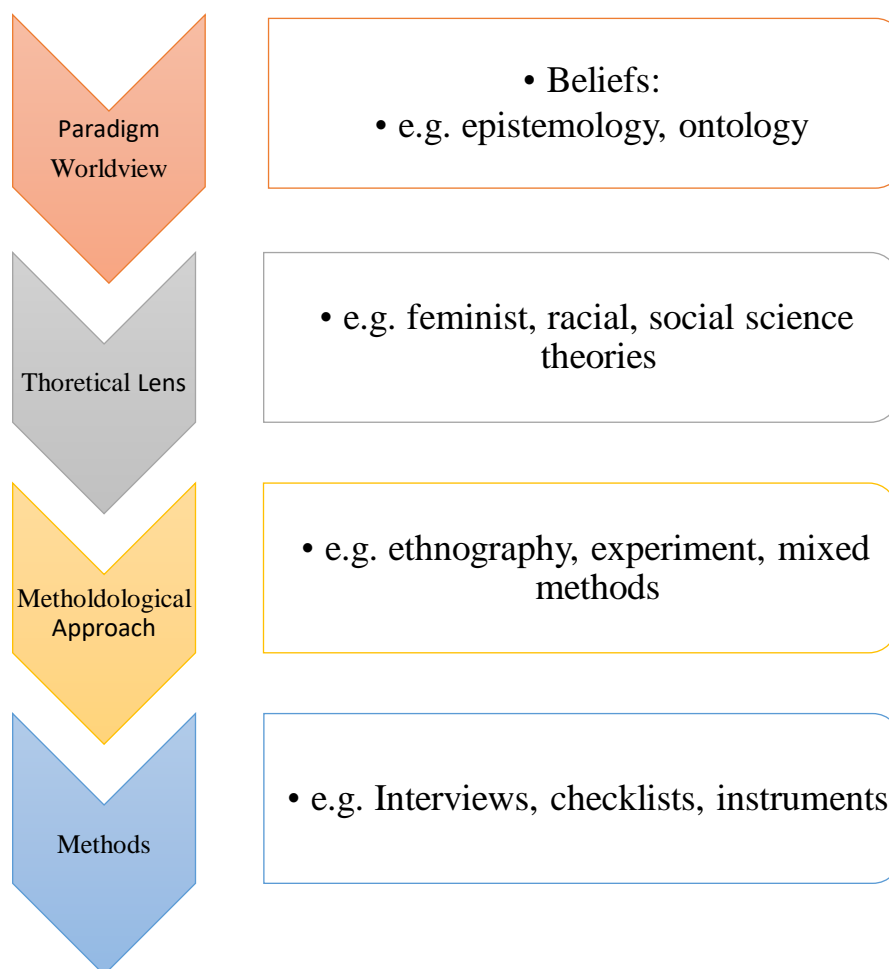 Paradigm
Worldview
• Beliefs:
• e.g. epistemology, ontology
Thoretical Lens
• e.g. feminist, racial, social science
theories
Metholdological
Approach
• e.g. ethnography, experiment, mixed
methods
Methods
• e.g. Interviews, checklists, instruments